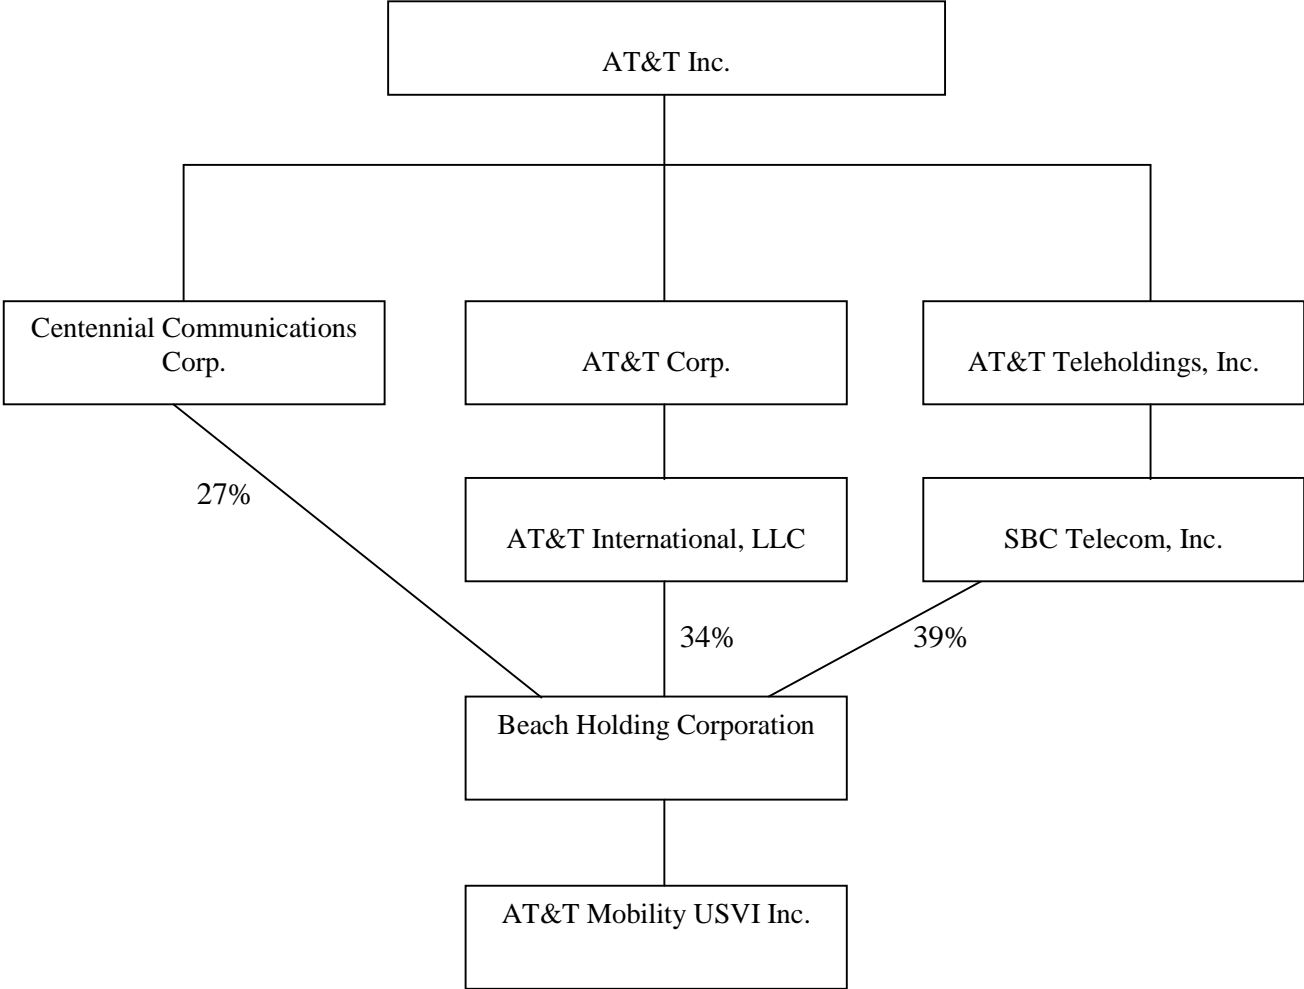 AT&T Inc.
Centennial Communications
Corp.
AT&T Corp.
AT&T Teleholdings, Inc.
27%
AT&T International, LLC
SBC Telecom, Inc.
34%
39%
Beach Holding Corporation
AT&T Mobility USVI Inc.